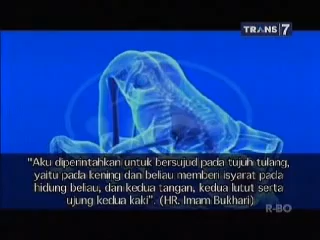 TRANS 7
"Aku diperintahkan untuk bersujud pada tujuh tulang,
yaitu pada kening dan beliau memberi isyarat pada
hidung beliau, dan kedua tangan, kedua lutut serta
ujung kedua kaki". (HR. Imam Bukhari)
R-BO